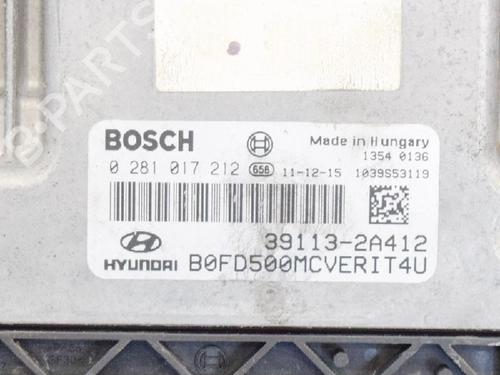 B-PARTS
BOSCH
Made in Hungary
1354 0136
0 281 017 212 658 11-12-15 1039S53119
39113-2A412
HYUNDAI B0FD500MCVERIT4U